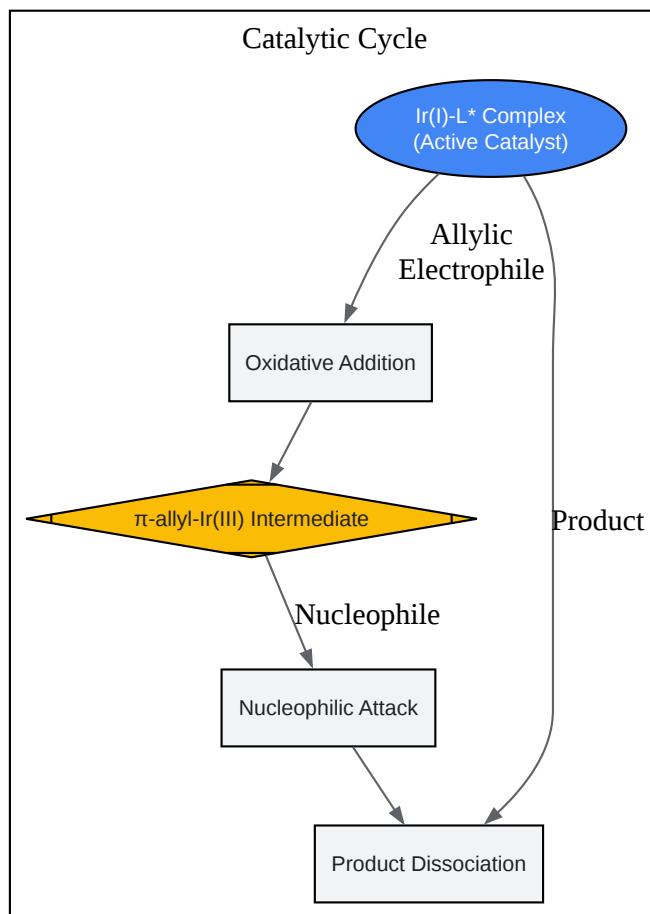 Catalytic Cycle
Ir(I)-L* Complex
(Active Catalyst)
Allylic
Electrophile
Oxidative Addition
π-allyl-Ir(III) Intermediate
Product
Nucleophile
Nucleophilic Attack
Product Dissociation